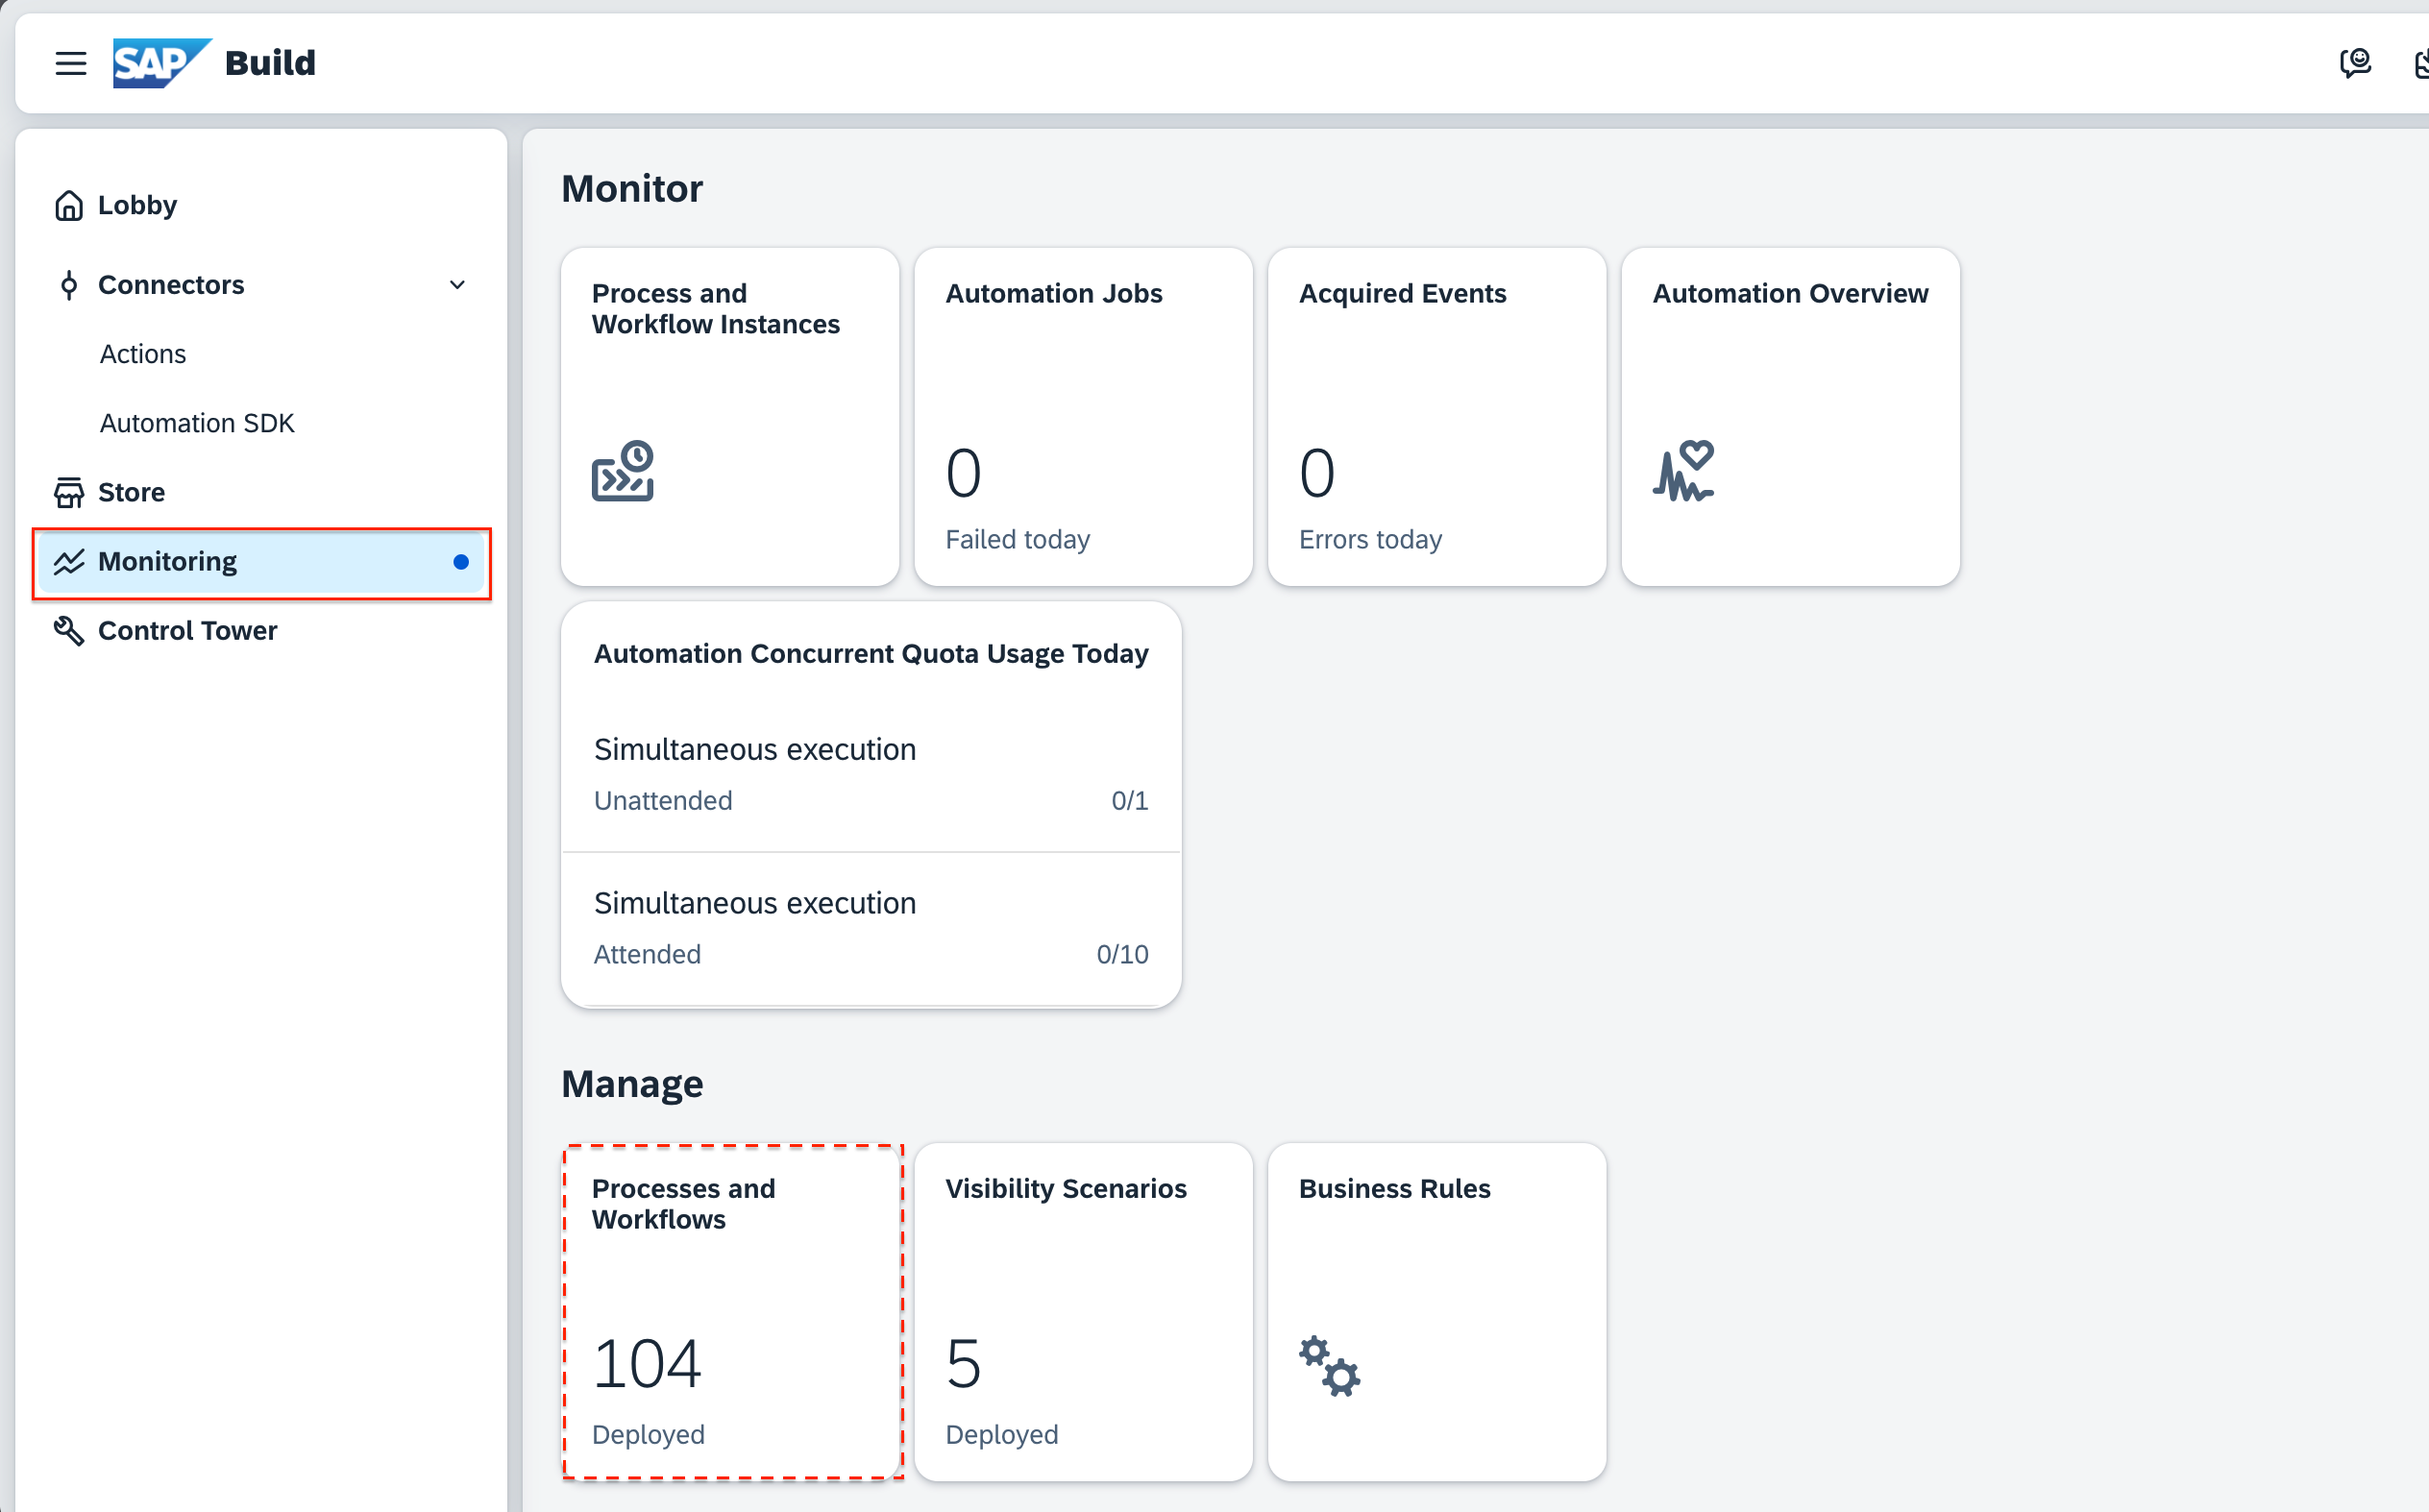 SAP Build
Lobby
Connectors
Actions
Automation SDK
Store
Monitoring
Control Tower
Monitor
Process and
Workflow Instances
Automation Jobs
0
Failed today
Acquired Events
0
Errors today
Automation Overview
Automation Concurrent Quota Usage Today
Simultaneous execution
Unattended 0/1
Simultaneous execution
Attended 0/10
Manage
Processes and
Workflows
104
Deployed
Visibility Scenarios
5
Deployed
Business Rules